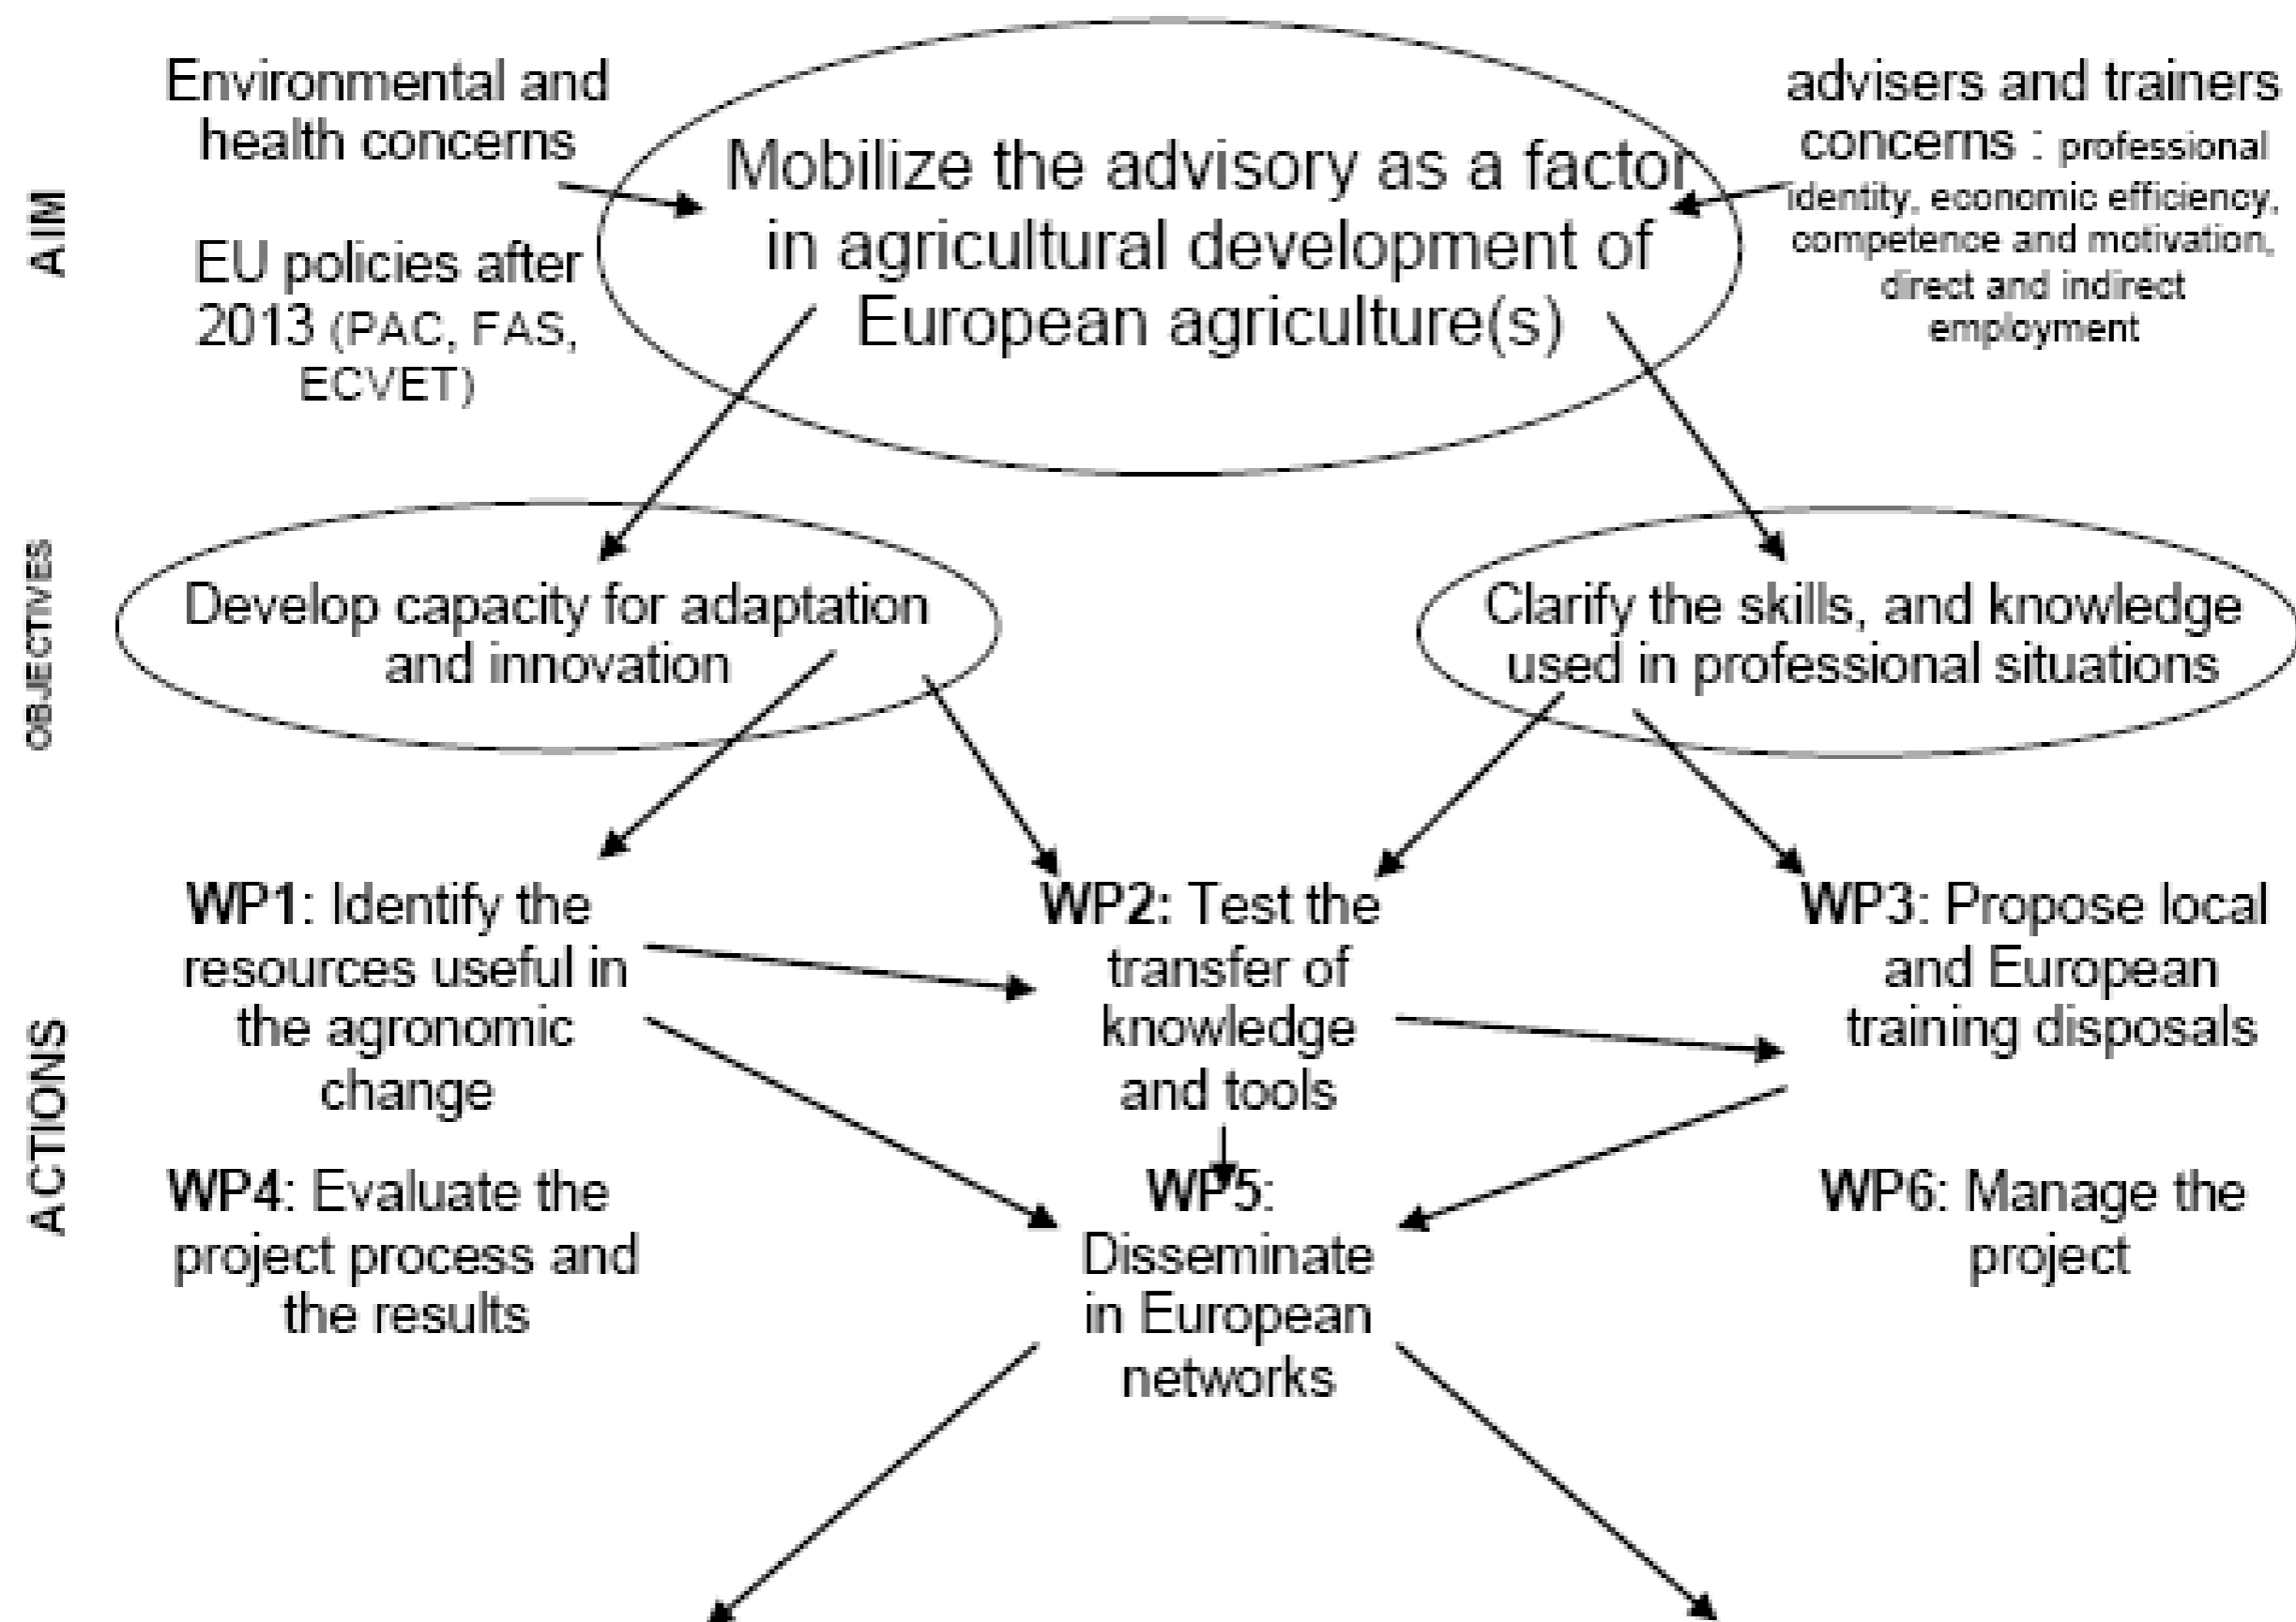 AIM
Environmental and
health concerns
EU policies after
2013 (PAC, FAS,
ECVET)
Mobilize the advisory as a factor
in agricultural development of
European agriculture(s)
advisers and trainers
concerns : professional
identity, economic efficiency,
competence and motivation,
direct and indirect
employment
OBJECTIVES
Develop capacity for adaptation
and innovation
Clarify the skills, and knowledge
used in professional situations
ACTIONS
WP1: Identify the
resources useful in
the agronomic
change
WP2: Test the
transfer of
knowledge
and tools
WP3: Propose local
and European
training disposals
WP4: Evaluate the
project process and
the results
WP5:
Disseminate
in European
networks
WP6: Manage the
project